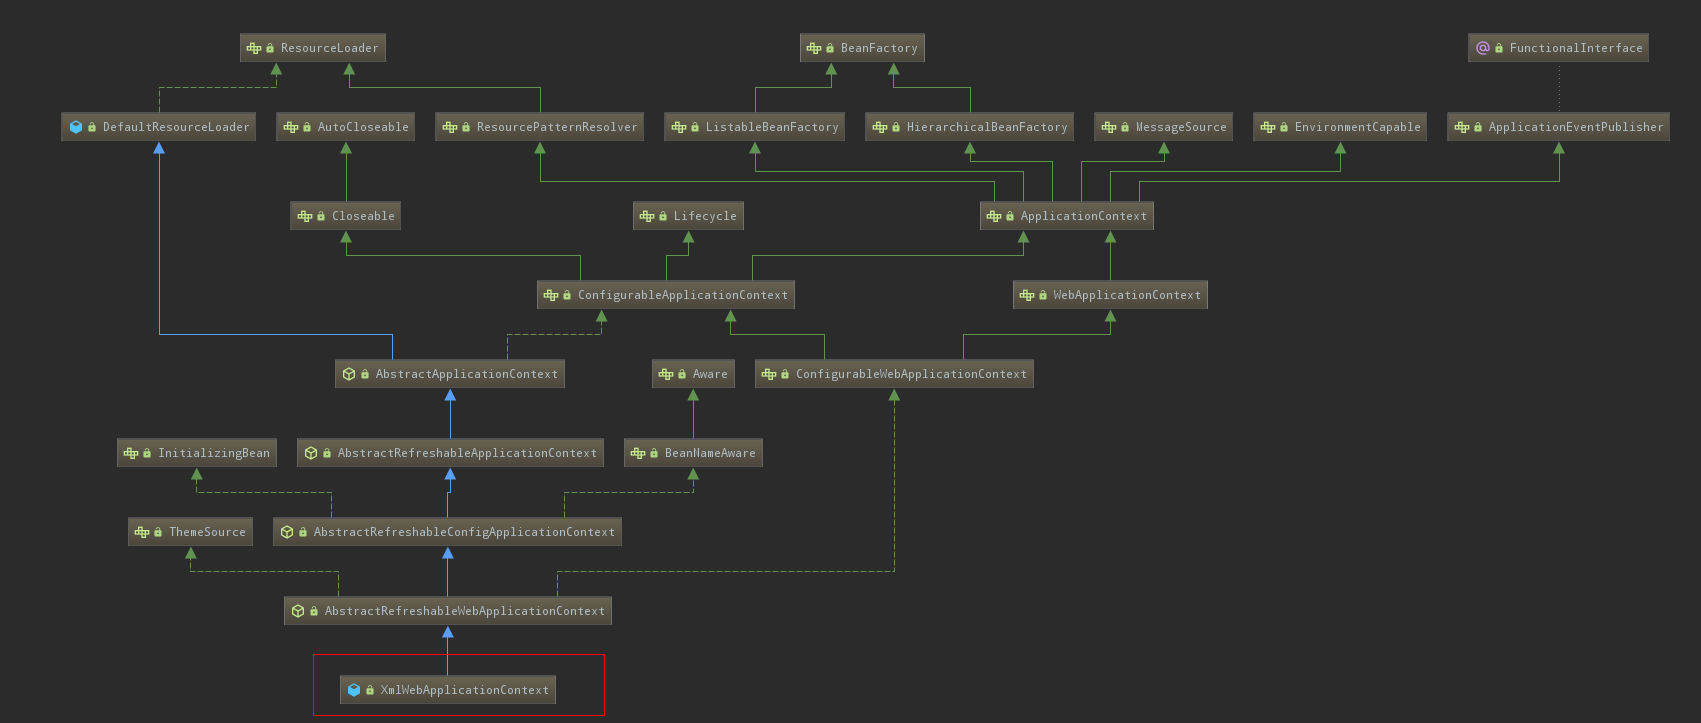 ResourceLoader
BeanFactory
FunctionalInterface
DefaultResourceLoader
AutoCloseable
ResourcePatternResolver
ListableBeanFactory
HierarchicalBeanFactory
MessageSource
EnvironmentCapable
ApplicationEventPublisher
Closeable
Lifecycle
ApplicationContext
ConfigurableApplicationContext
WebApplicationContext
AbstractApplicationContext
Aware
ConfigurableWebApplicationContext
InitializingBean
AbstractRefreshableApplicationContext
BeanNameAware
ThemeSource
AbstractRefreshableConfigApplicationContext
AbstractRefreshableWebApplicationContext
XmlWebApplicationContext